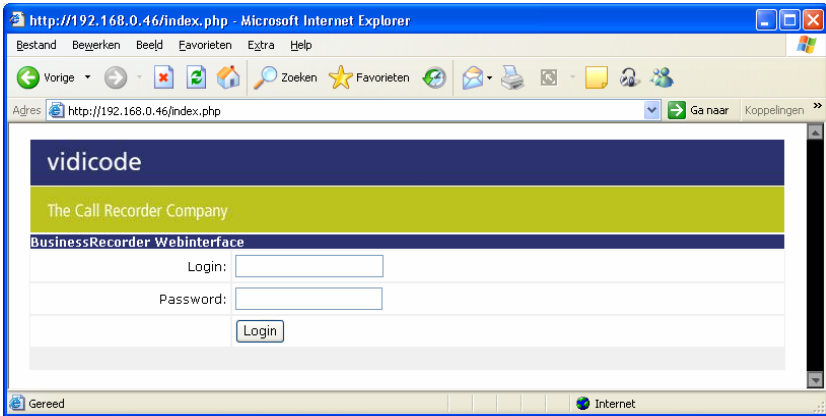 http://192.168.0.46/index.php - Microsoft Internet Explorer
Bestand Bewerken Beeld Favorieten Extra Help
Vorige Zoeken Favorieten
Adres http://192.168.0.46/index.php Ga naar Koppelingen »
vidicode
The Call Recorder Company
BusinessRecorder Webinterface
Login:
Password:
Login
Gereed Internet